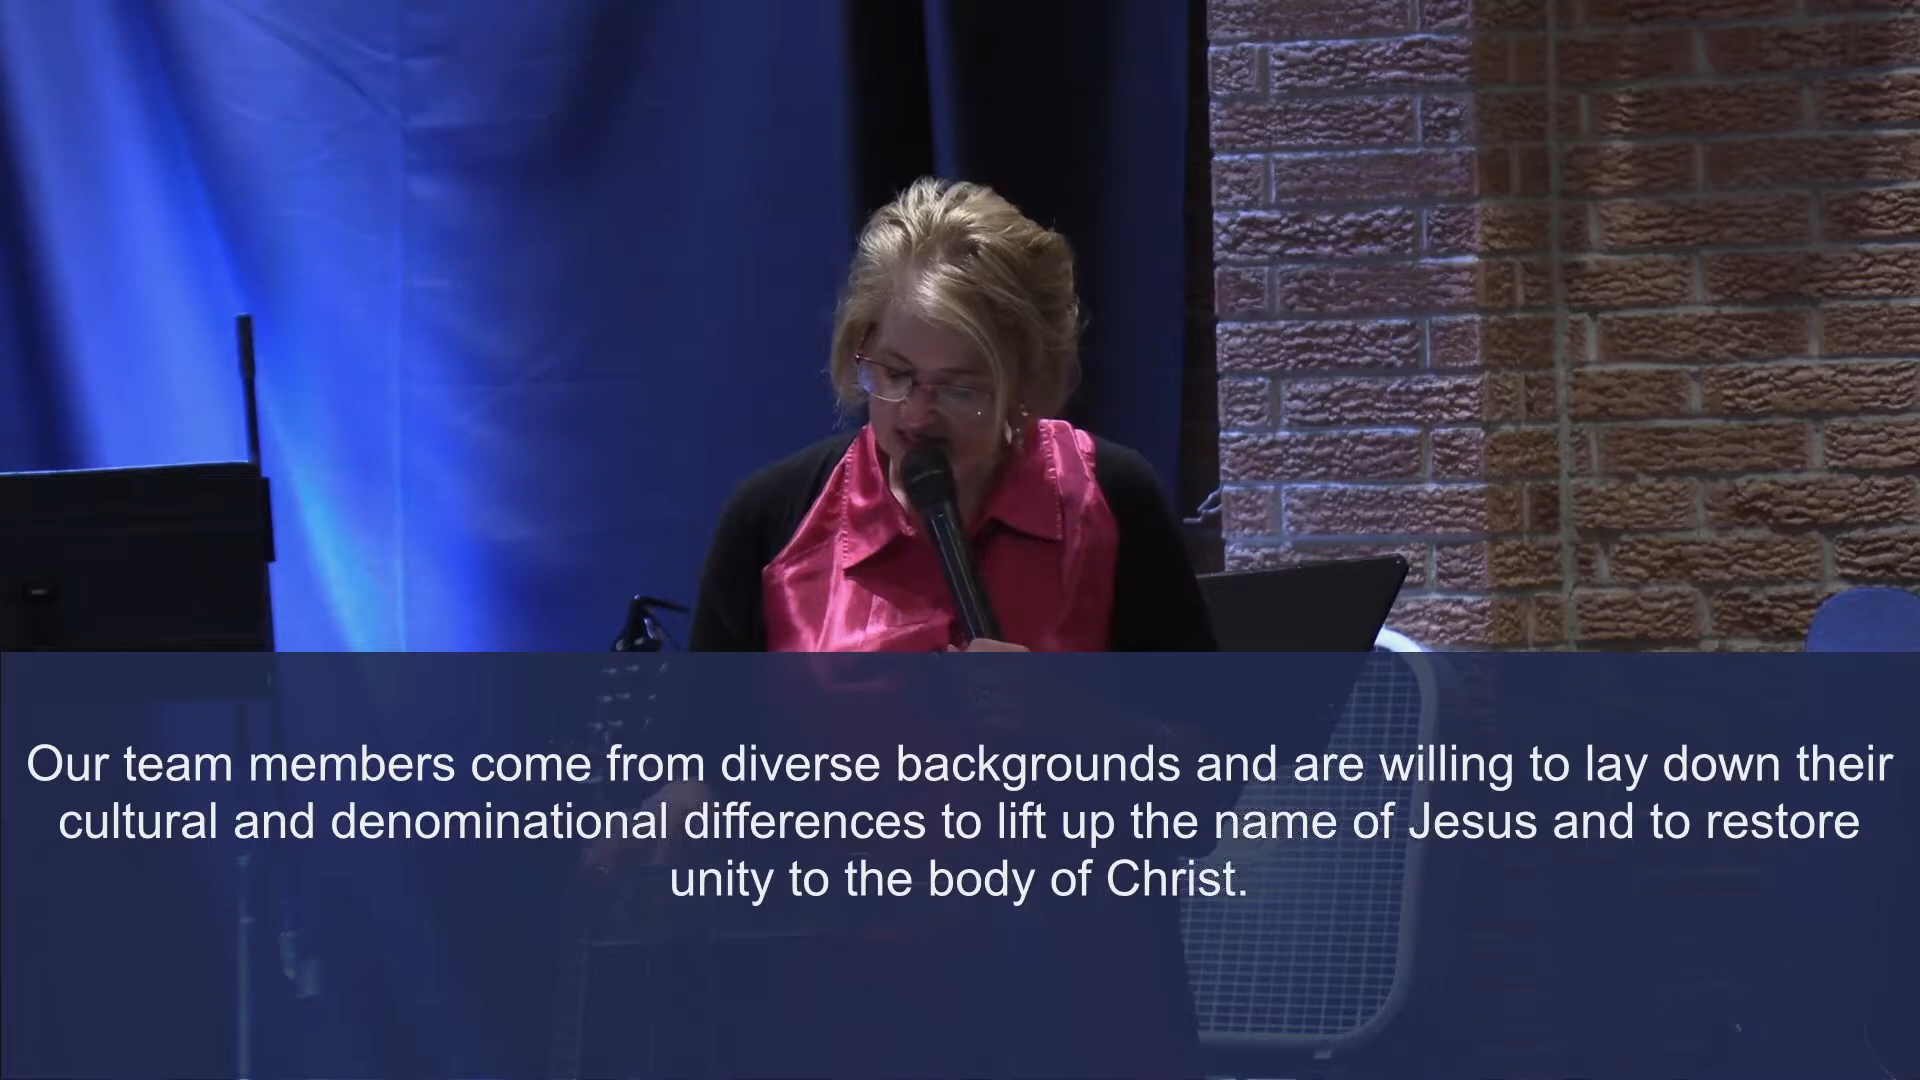 Our team members come from diverse backgrounds and are willing to lay down their
cultural and denominational differences to lift up the name of Jesus and to restore
unity to the body of Christ.